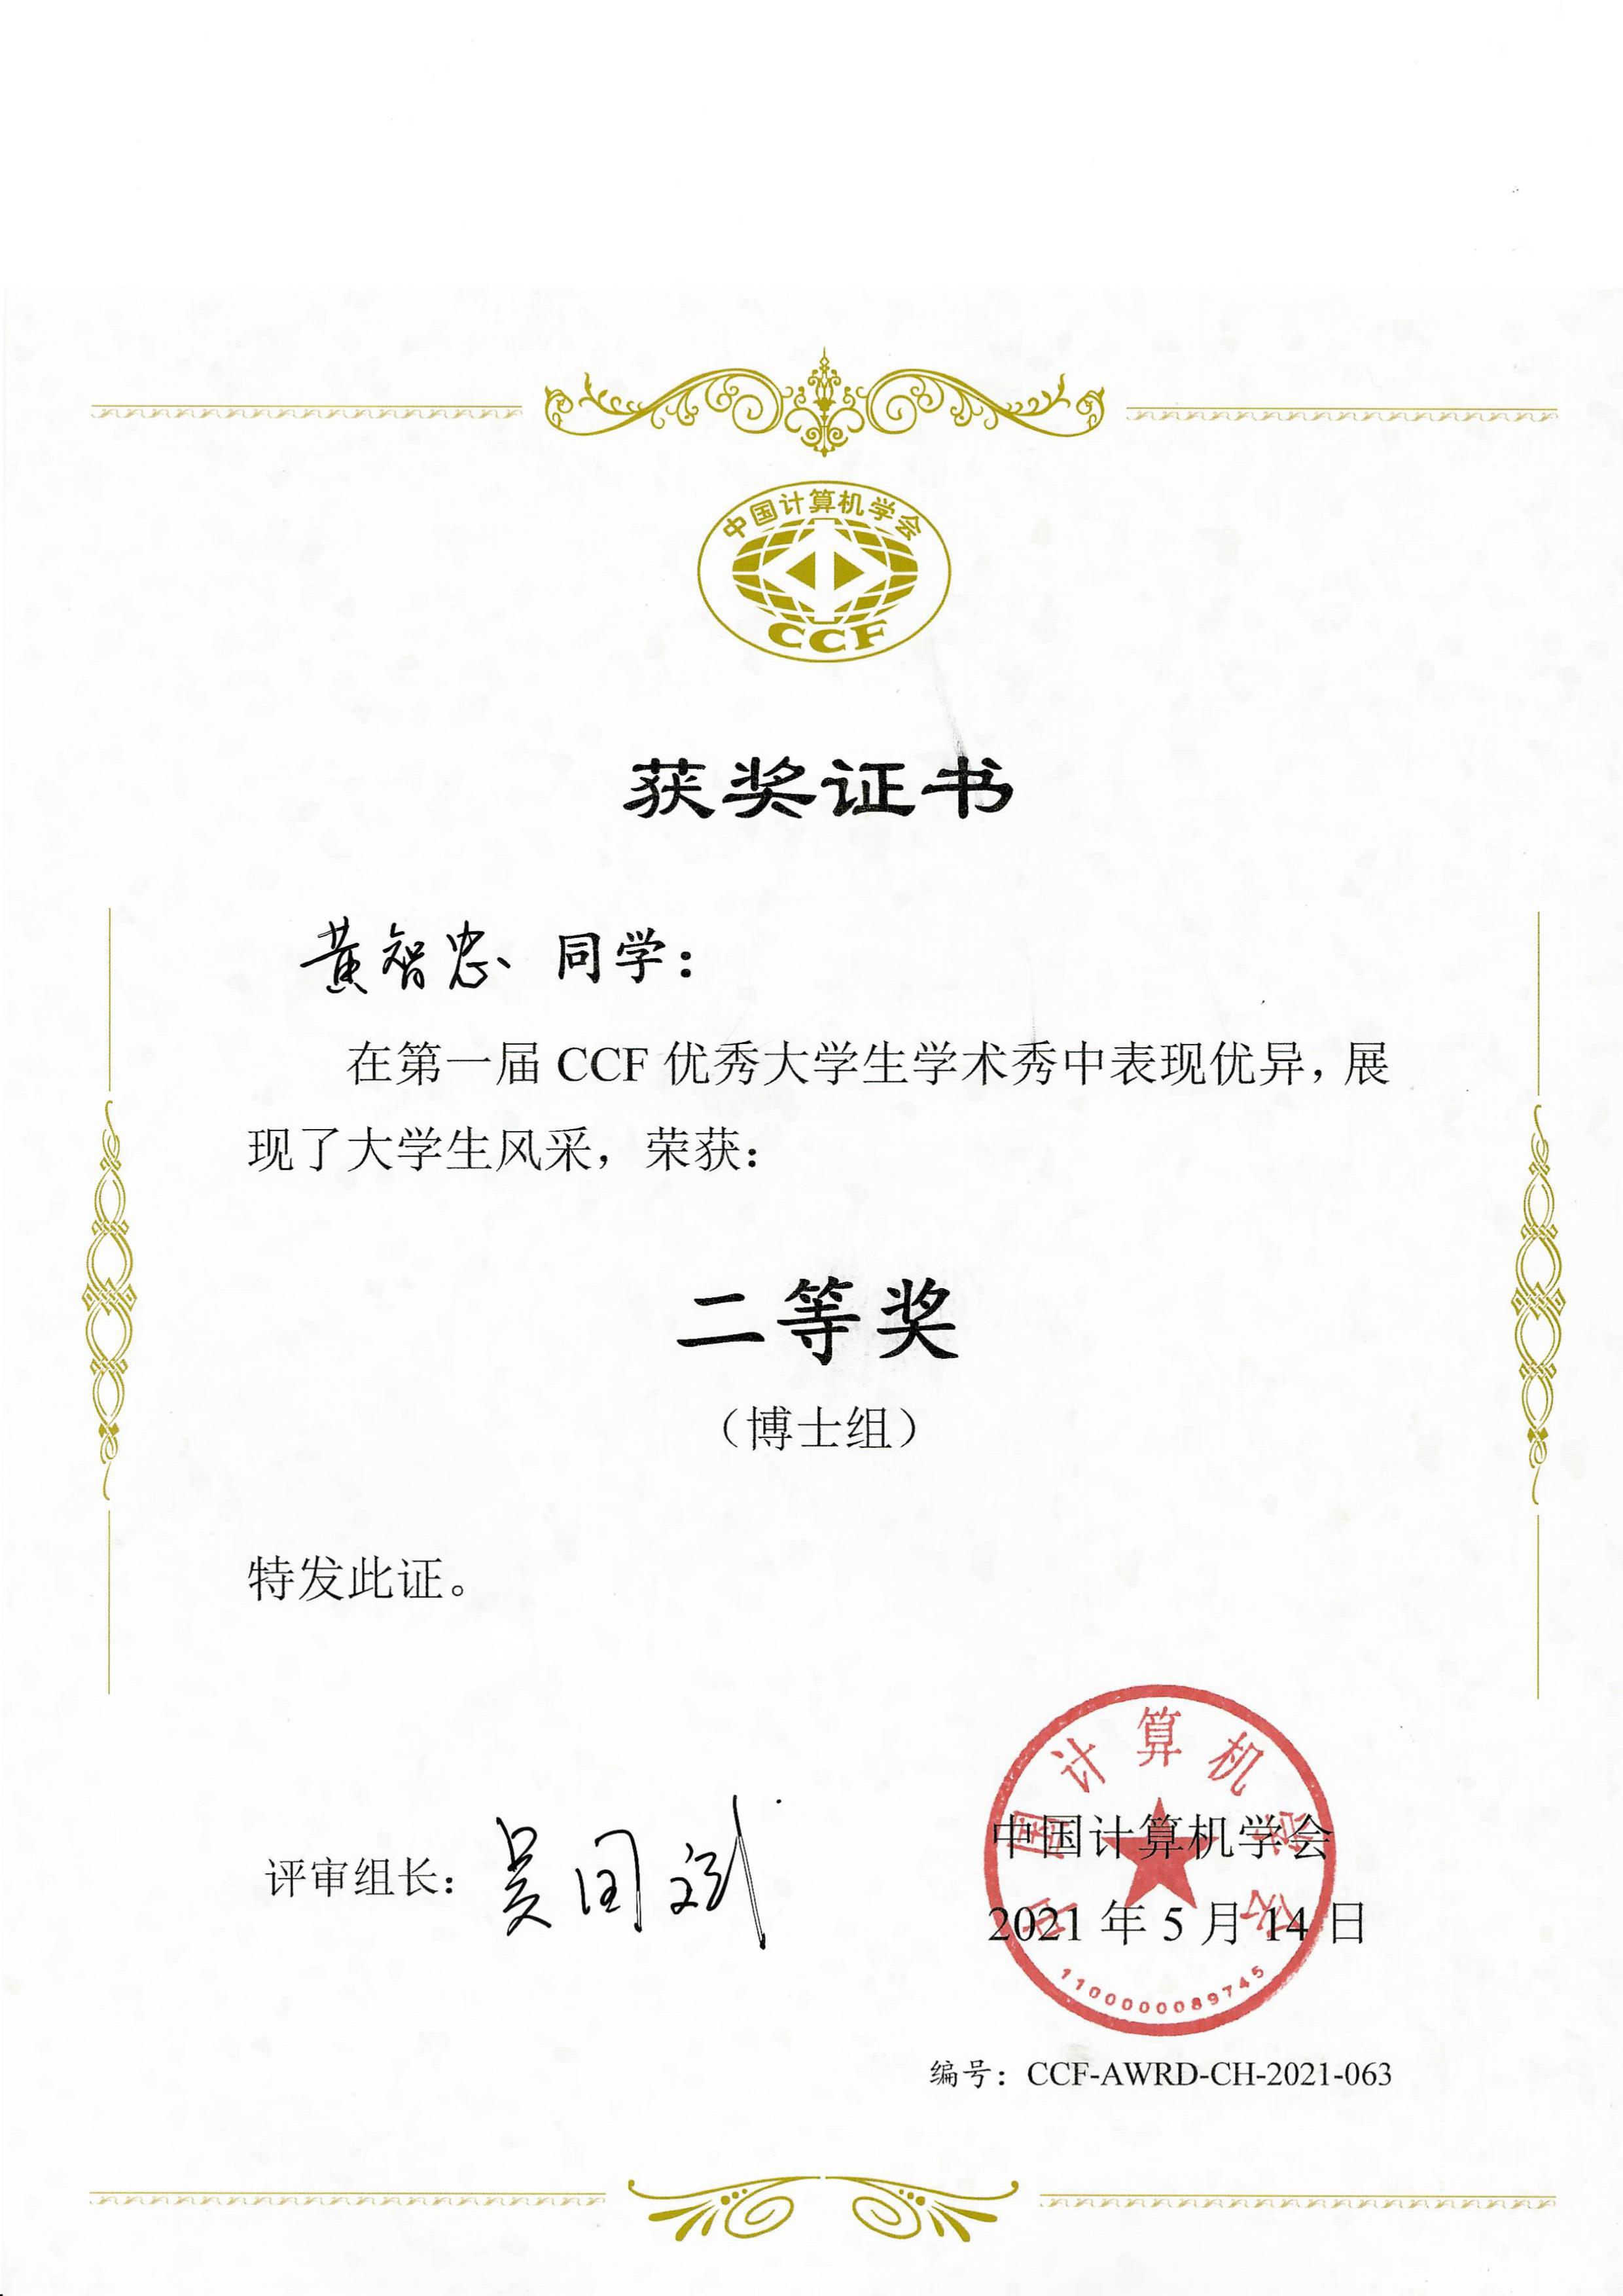 中国计算机学会
CCF
获奖证书
黄智忠 同学：
在第一届 CCF 优秀大学生学术秀中表现优异，展
现了大学生风采，荣获：
二等奖
（博士组）
特发此证。
评审组长：
中国计算机学会
中国计算机学会
2021 年 5 月 14 日
1100000089745
编号：CCF-AWRD-CH-2021-063